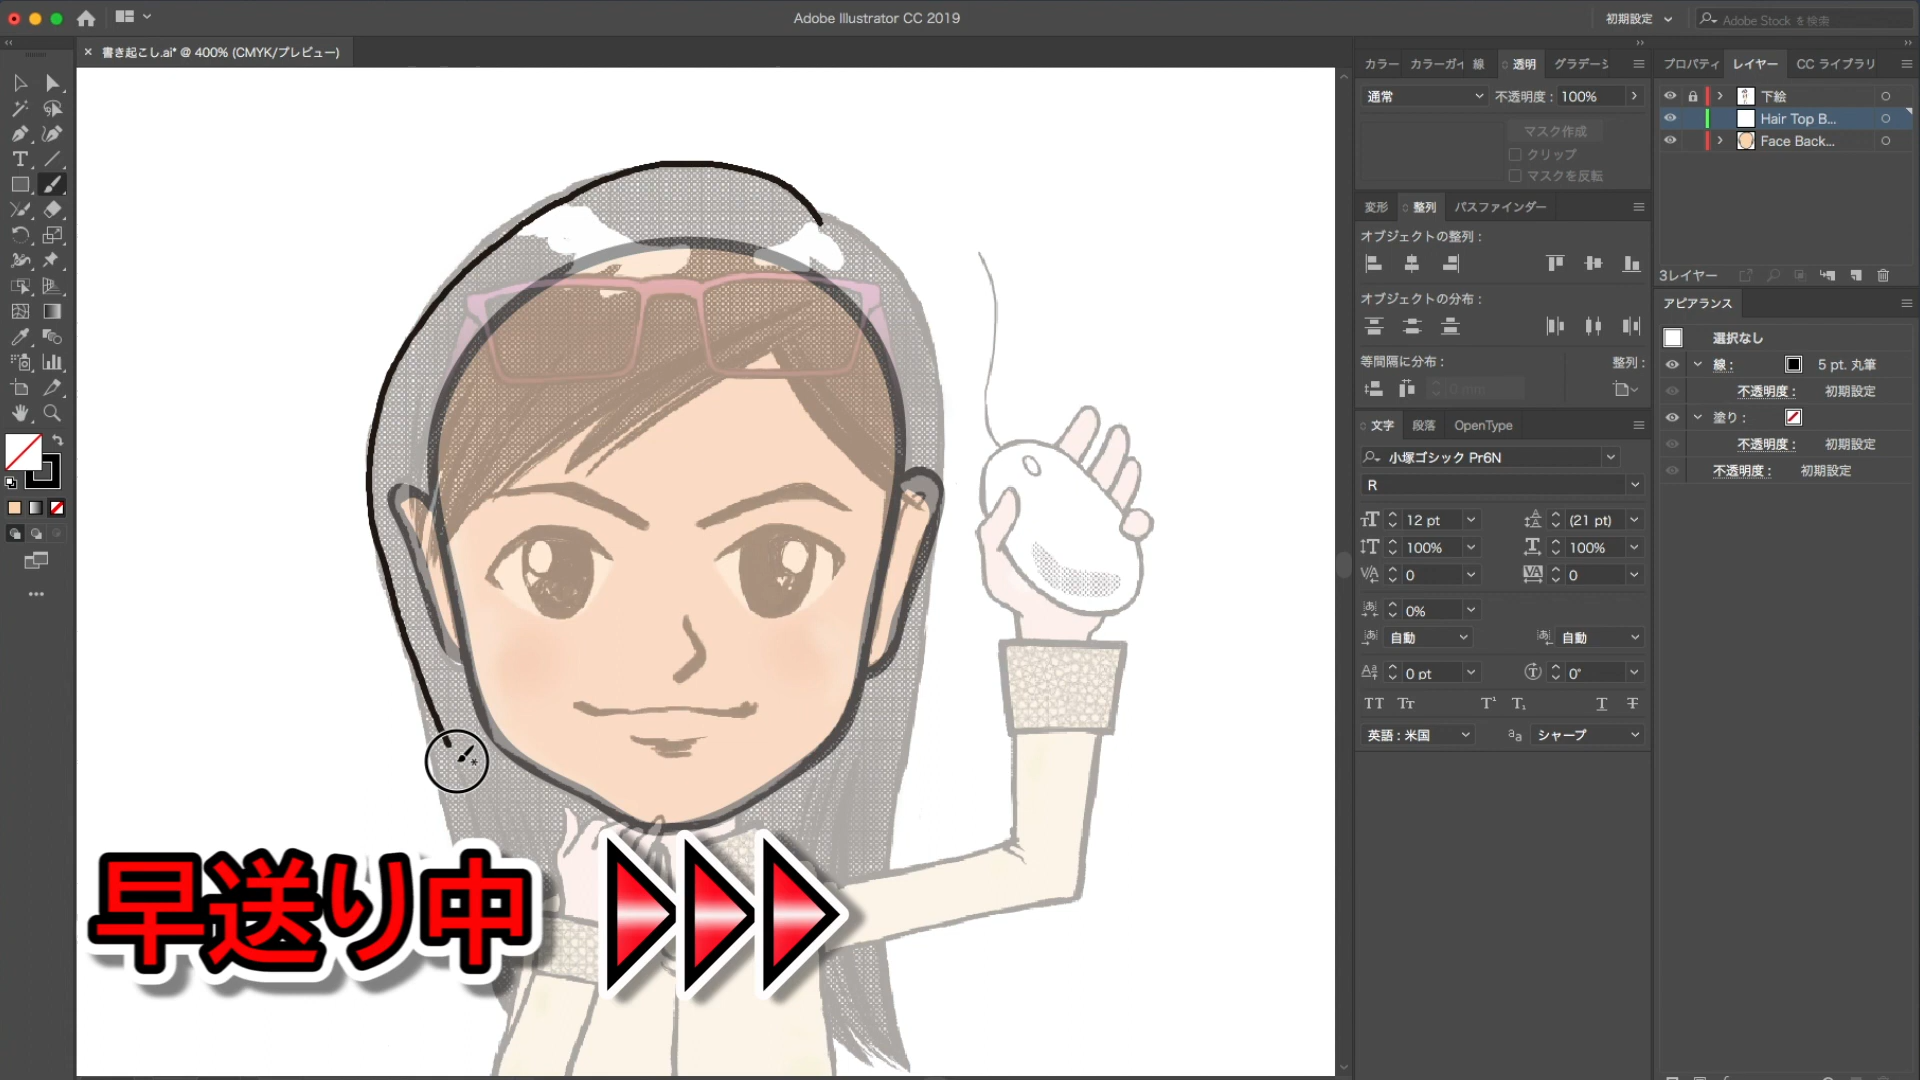 Adobe Illustrator CC 2019
初期設定
Adobe Stock を検索
× 書き起こし.ai* @ 400% (CMYK/プレビュー)
カラー カラーガイ 線 透明 グラデーシ
プロパティ レイヤー CC ライブラリ
通常 不透明度 : 100%
マスク作成
クリップ
マスクを反転
下絵
Hair Top B...
Face Back...
変形 整列 パスファインダー
オブジェクトの整列 :
オブジェクトの分布 :
等間隔に分布 : 整列 :
0 mm
3レイヤー
アピアランス
選択なし
線 : 5 pt. 丸筆
不透明度 : 初期設定
塗り :
不透明度 : 初期設定
不透明度 : 初期設定
文字 段落 OpenType
小塚ゴシック Pr6N
R
12 pt (21 pt)
100% 100%
0 0
0%
自動 自動
0 pt 0°
英語 : 米国 シャープ
早送り中